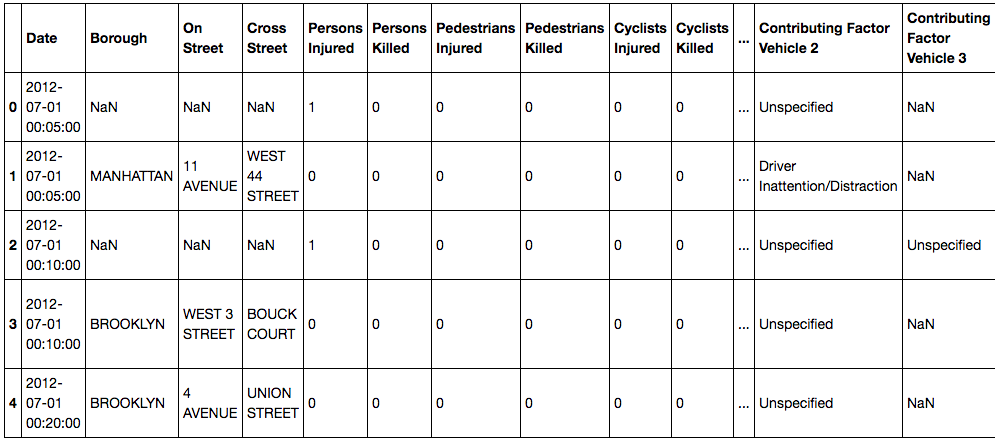 Date Borough On Street Cross Street Persons Injured Persons Killed Pedestrians Injured Pedestrians Killed Cyclists Injured Cyclists Killed ... Contributing Factor Vehicle 2 Contributing Factor Vehicle 3
0 2012-07-01 00:05:00 NaN NaN NaN 1 0 0 0 0 0 ... Unspecified NaN
1 2012-07-01 00:05:00 MANHATTAN 11 AVENUE WEST 44 STREET 0 0 0 0 0 0 ... Driver Inattention/Distraction NaN
2 2012-07-01 00:10:00 NaN NaN NaN 1 0 0 0 0 0 ... Unspecified Unspecified
3 2012-07-01 00:10:00 BROOKLYN WEST 3 STREET BOUCK COURT 0 0 0 0 0 0 ... Unspecified NaN
4 2012-07-01 00:20:00 BROOKLYN 4 AVENUE UNION STREET 0 0 0 0 0 0 ... Unspecified NaN